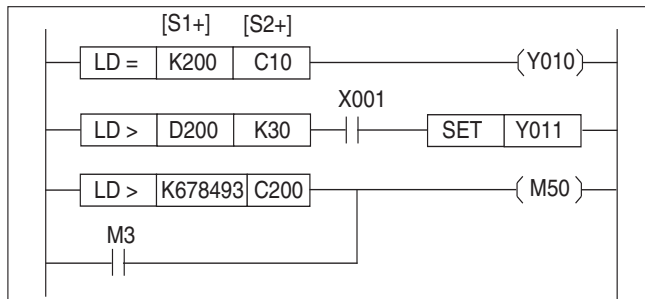 [S1+] [S2+]
LD = K200 C10 Y010
X001
LD > D200 K30 SET Y011
LD > K678493 C200 M50
M3